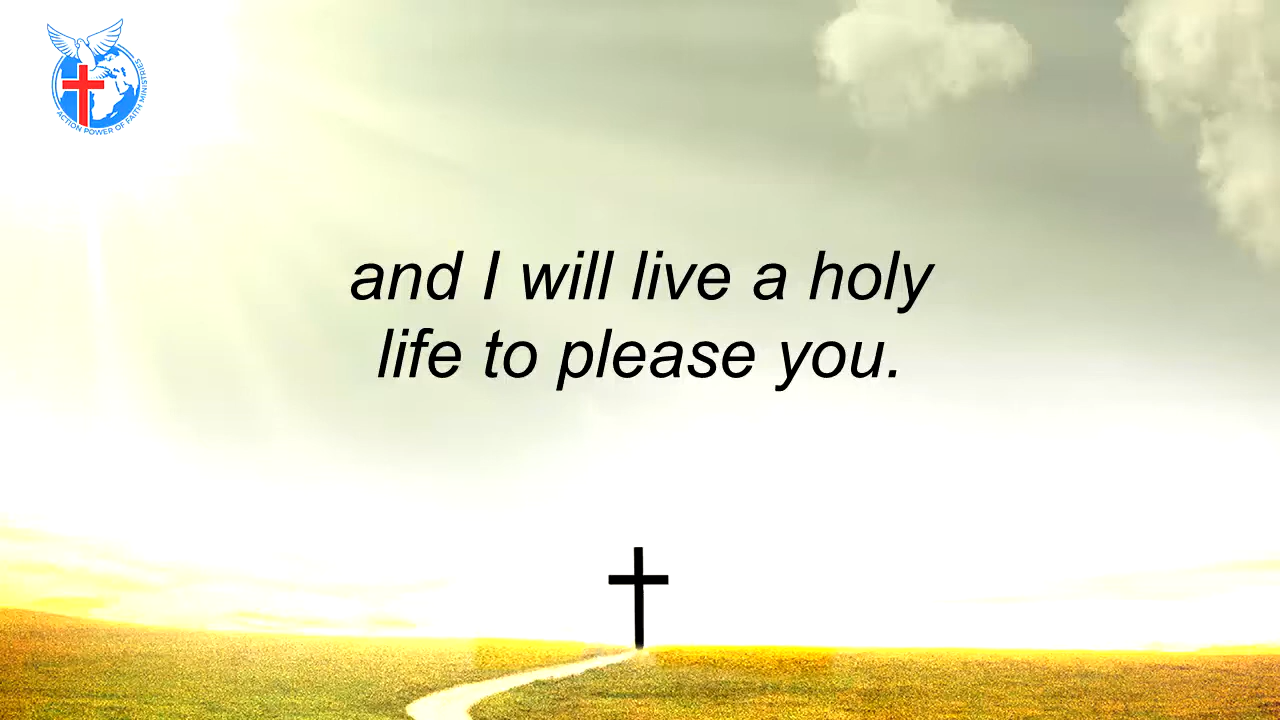 ACTION POWER OF FAITH MINISTRIES
and I will live a holy
life to please you.